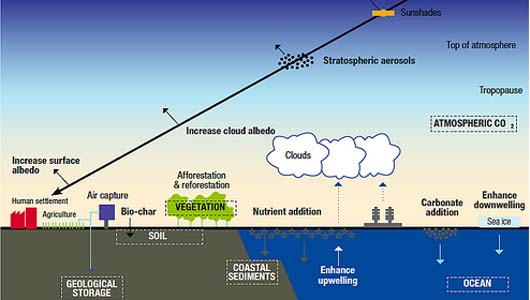 Sunshades
Top of atmosphere
Stratospheric aerosols
Tropopause
ATMOSPHERIC CO2
Increase cloud albedo
Clouds
Increase surface
albedo
Afforestation
& reforestation
Human settlement
Agriculture
Air capture
Bio-char
VEGETATION
Nutrient addition
Carbonate
addition
Enhance
downwelling
Sea ice
SOIL
COASTAL
SEDIMENTS
Enhance
upwelling
GEOLOGICAL
STORAGE
OCEAN